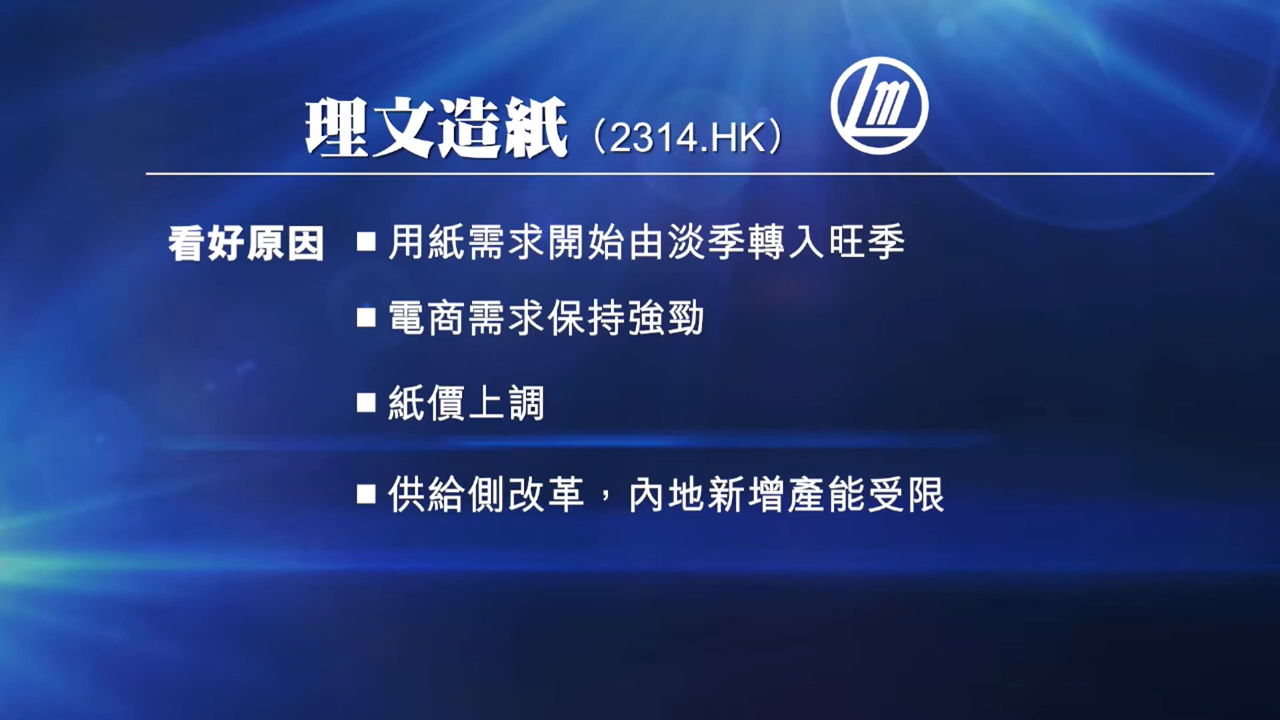 理文造紙（2314.HK） Lm
看好原因 ■ 用紙需求開始由淡季轉入旺季
■ 電商需求保持強勁
■ 紙價上調
■ 供給側改革，內地新增產能受限